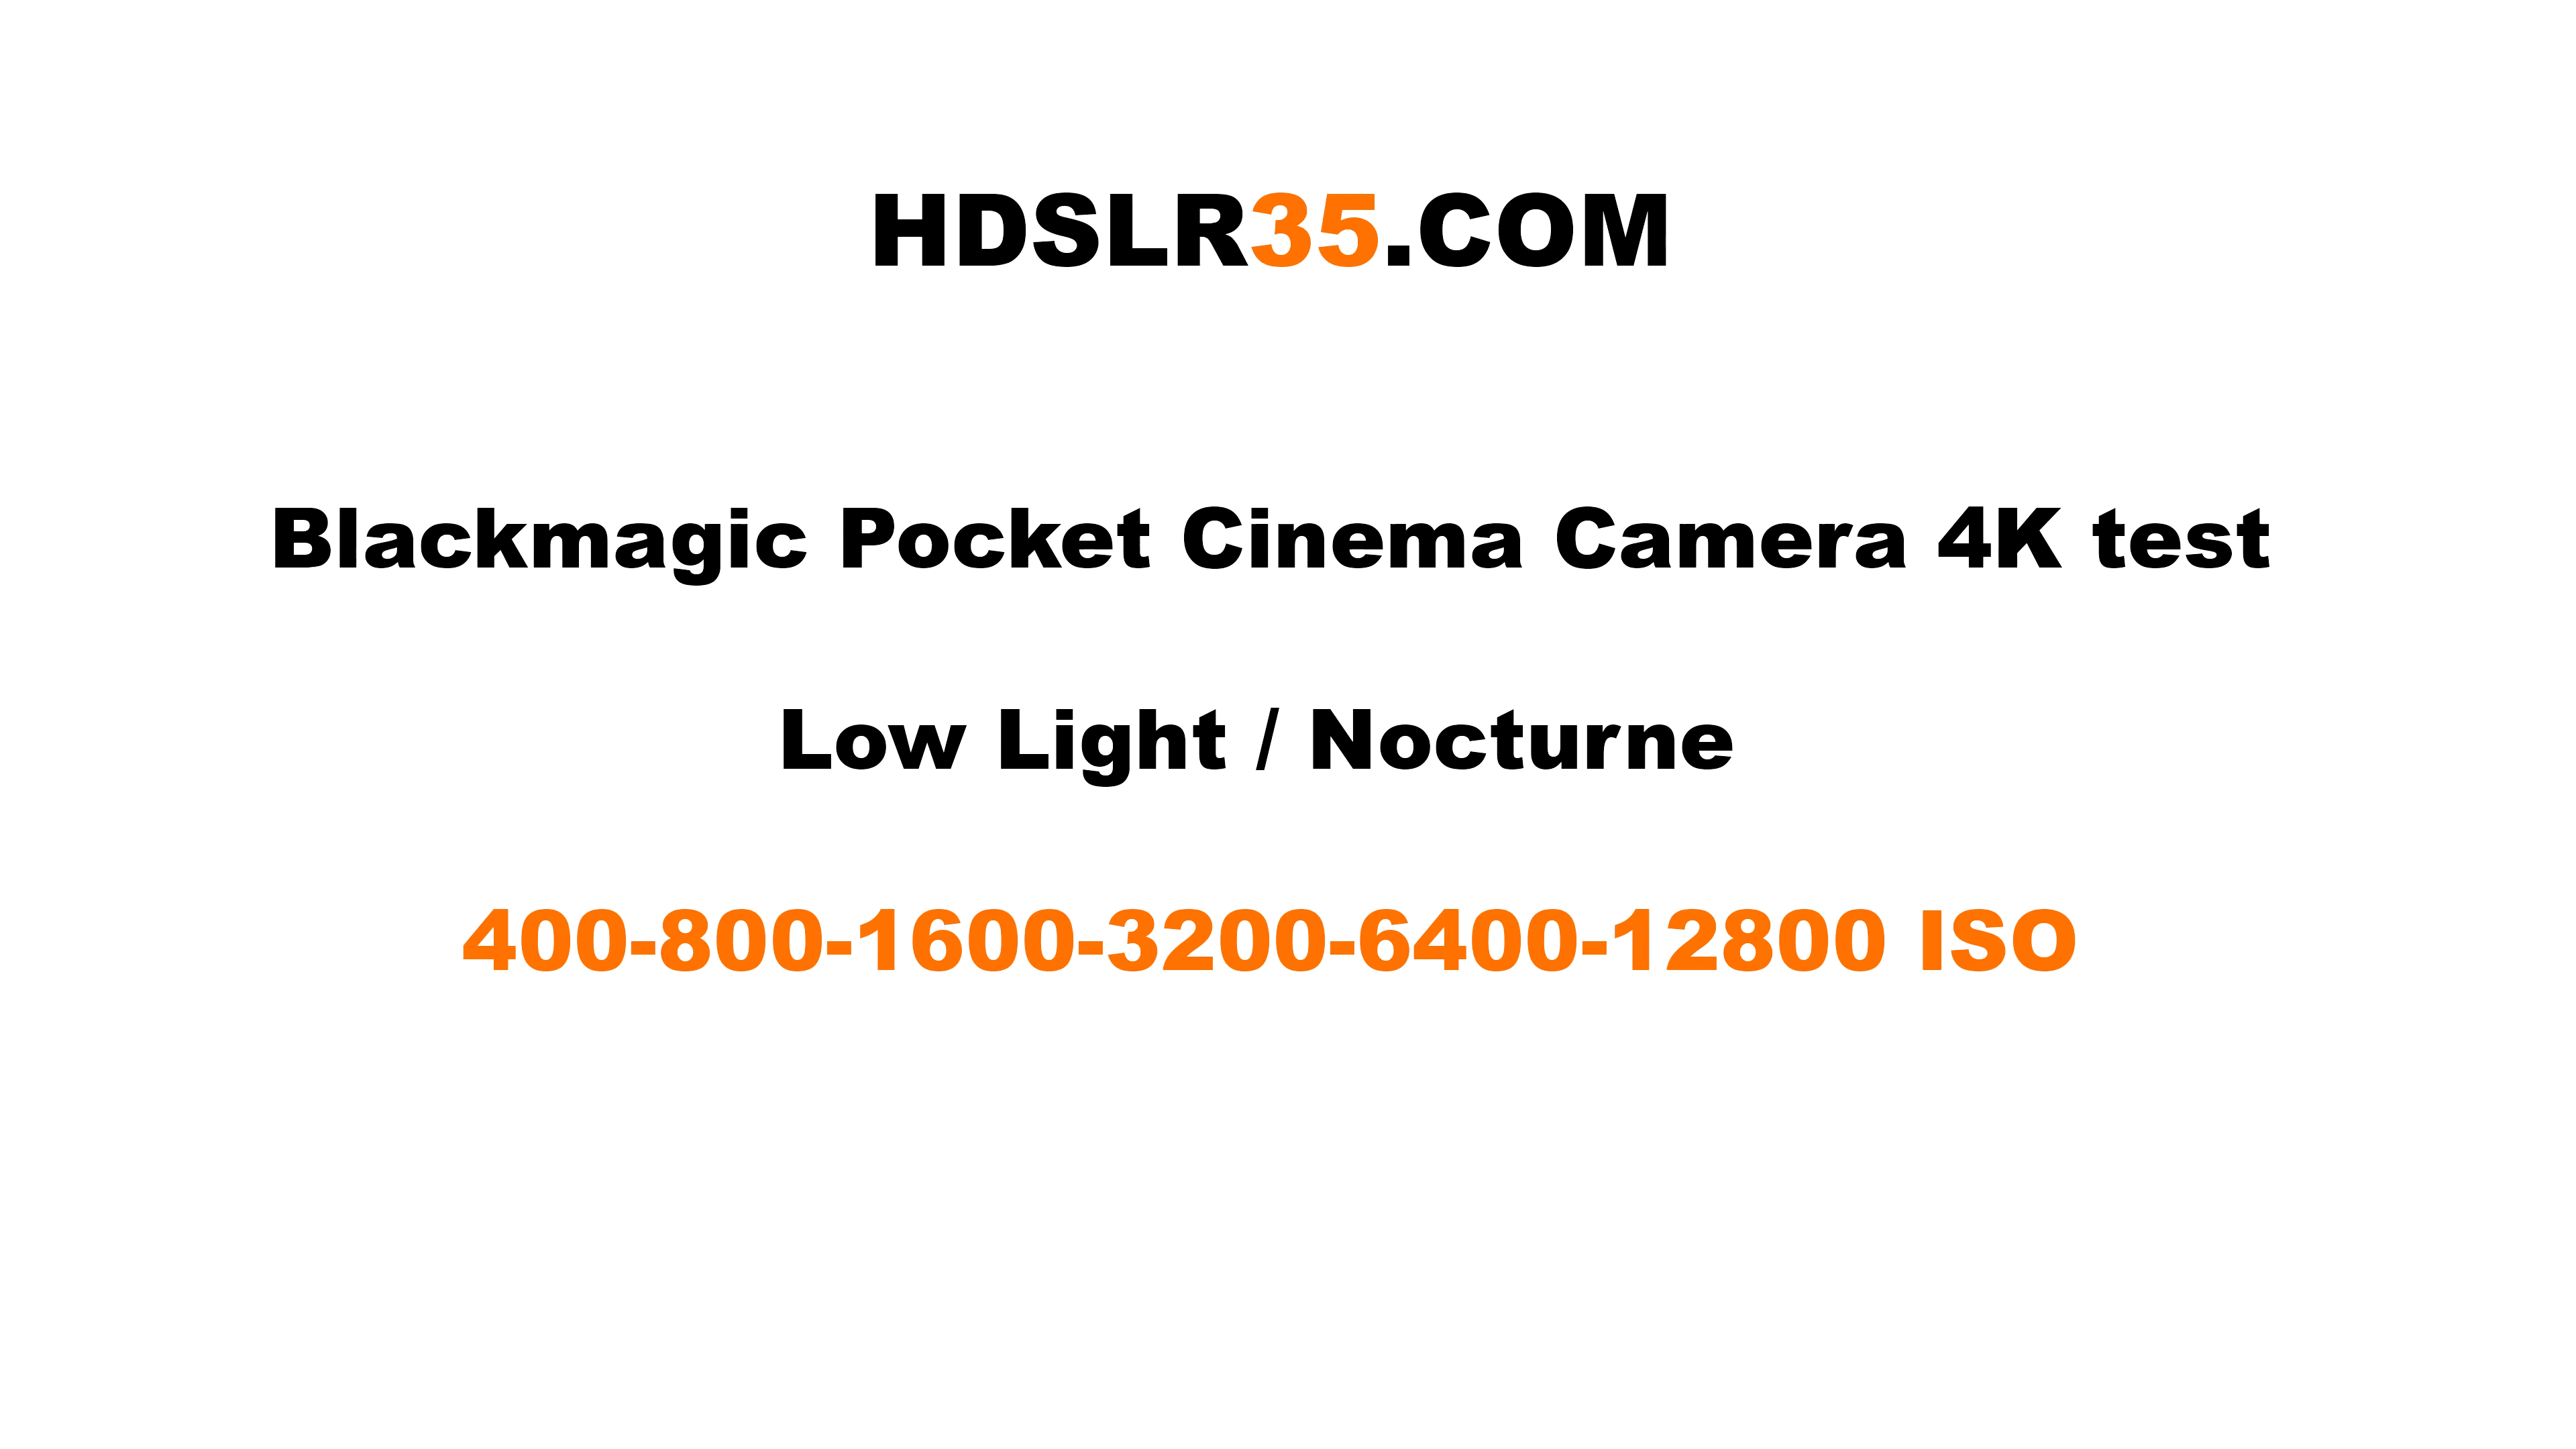 HDSLR35.COM
Blackmagic Pocket Cinema Camera 4K test
Low Light / Nocturne
400-800-1600-3200-6400-12800 ISO